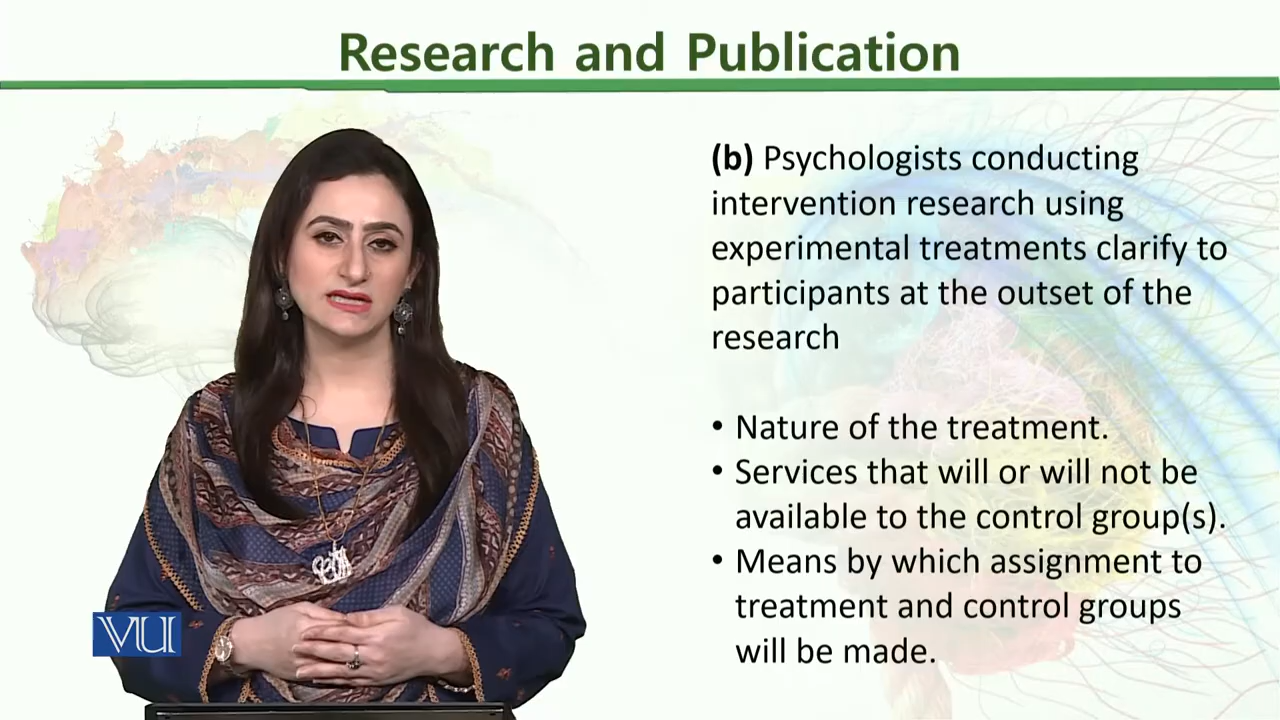 Research and Publication
(b) Psychologists conducting
intervention research using
experimental treatments clarify to
participants at the outset of the
research
• Nature of the treatment.
• Services that will or will not be
available to the control group(s).
• Means by which assignment to
treatment and control groups
will be made.
VU